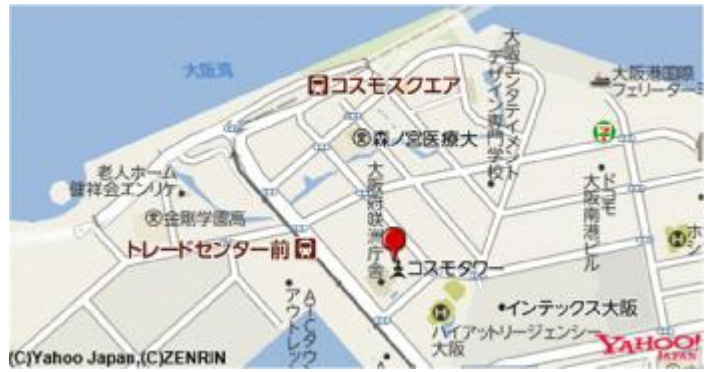 大阪湾
コスモスクエア
大阪エンタテイメント
デザイン専門学校
大阪港国際
フェリーターミ
森ノ宮医療大
老人ホーム
健祥会エンリケ
金剛学園高
大阪府咲洲庁舎
ドコモ
大阪南港ビル
トレードセンター前
コスモタワー
ATCタウン
アウトレッ
インテックス大阪
ハイアットリージェンシー
大阪
ホ
YAHOO!
JAPAN
(C)Yahoo Japan,(C)ZENRIN